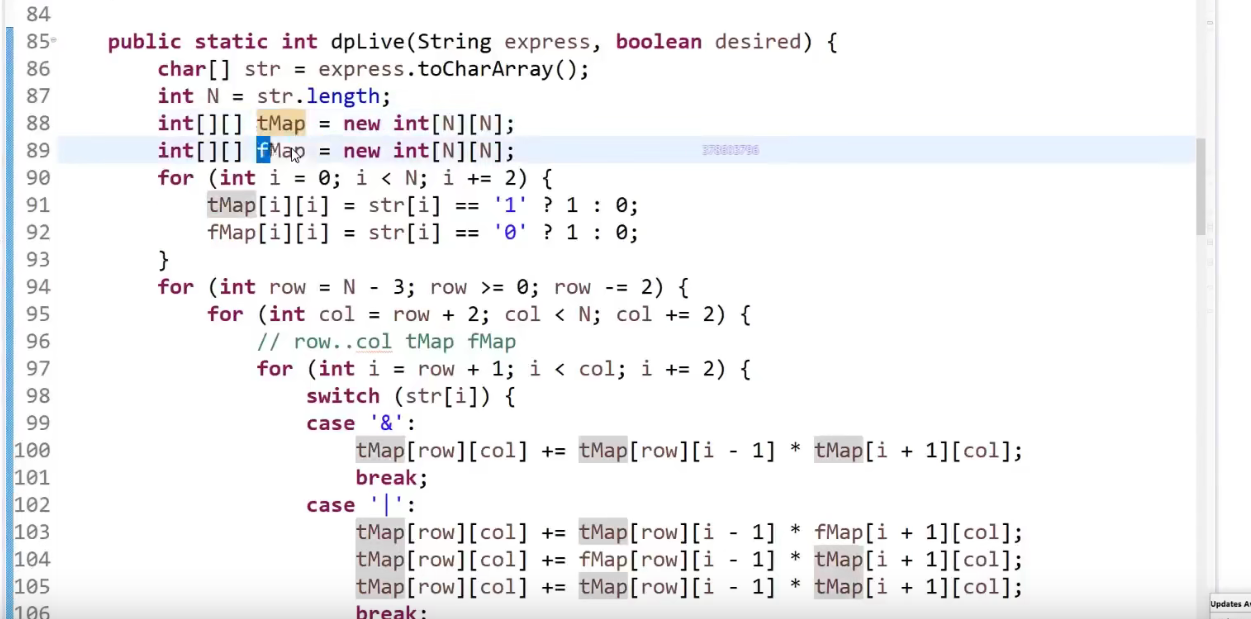 84
85 public static int dpLive(String express, boolean desired) {
86 char[] str = express.toCharArray();
87 int N = str.length;
88 int[][] tMap = new int[N][N];
89 int[][] fMap = new int[N][N];
378603796
90 for (int i = 0; i < N; i += 2) {
91 tMap[i][i] = str[i] == '1' ? 1 : 0;
92 fMap[i][i] = str[i] == '0' ? 1 : 0;
93 }
94 for (int row = N - 3; row >= 0; row -= 2) {
95 for (int col = row + 2; col < N; col += 2) {
96 // row..col tMap fMap
97 for (int i = row + 1; i < col; i += 2) {
98 switch (str[i]) {
99 case '&':
100 tMap[row][col] += tMap[row][i - 1] * tMap[i + 1][col];
101 break;
102 case '|':
103 tMap[row][col] += tMap[row][i - 1] * fMap[i + 1][col];
104 tMap[row][col] += fMap[row][i - 1] * tMap[i + 1][col];
105 tMap[row][col] += tMap[row][i - 1] * tMap[i + 1][col];
106 break;
Updates